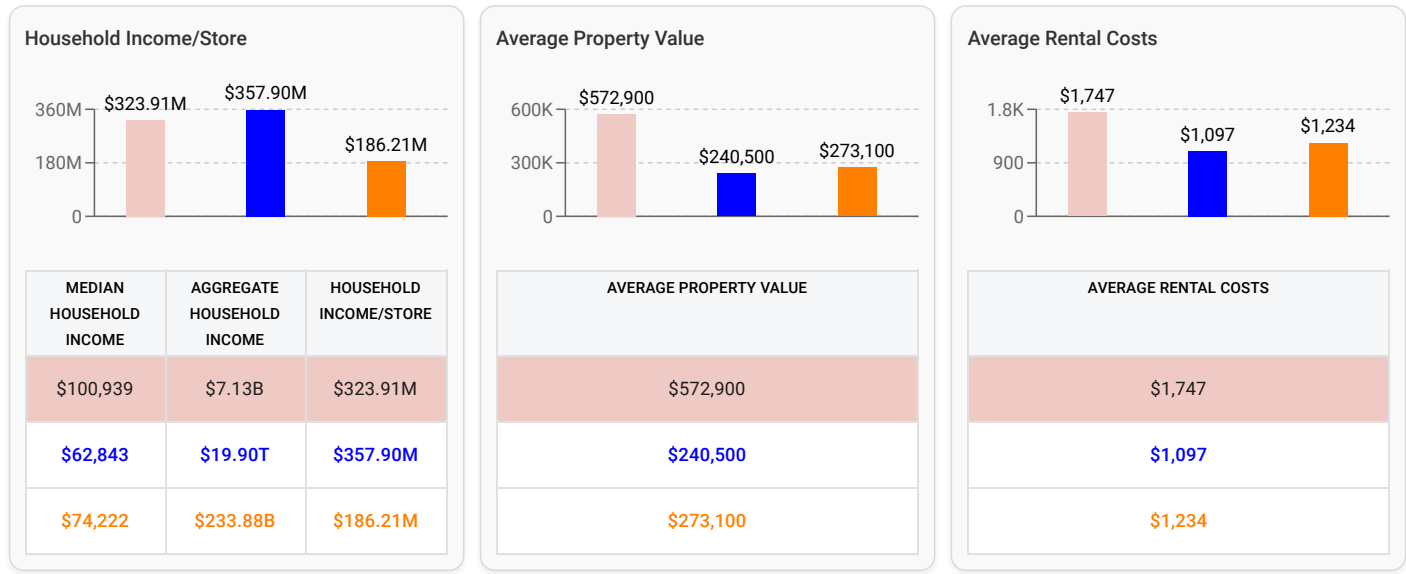 Household Income/Store
$323.91M
$357.90M
$186.21M
360M
180M
0
MEDIAN HOUSEHOLD INCOME
AGGREGATE HOUSEHOLD INCOME
HOUSEHOLD INCOME/STORE
$100,939 $7.13B $323.91M
$62,843 $19.90T $357.90M
$74,222 $233.88B $186.21M
Average Property Value
$572,900
$240,500
$273,100
600K
300K
0
AVERAGE PROPERTY VALUE
$572,900
$240,500
$273,100
Average Rental Costs
$1,747
$1,097
$1,234
1.8K
900
0
AVERAGE RENTAL COSTS
$1,747
$1,097
$1,234